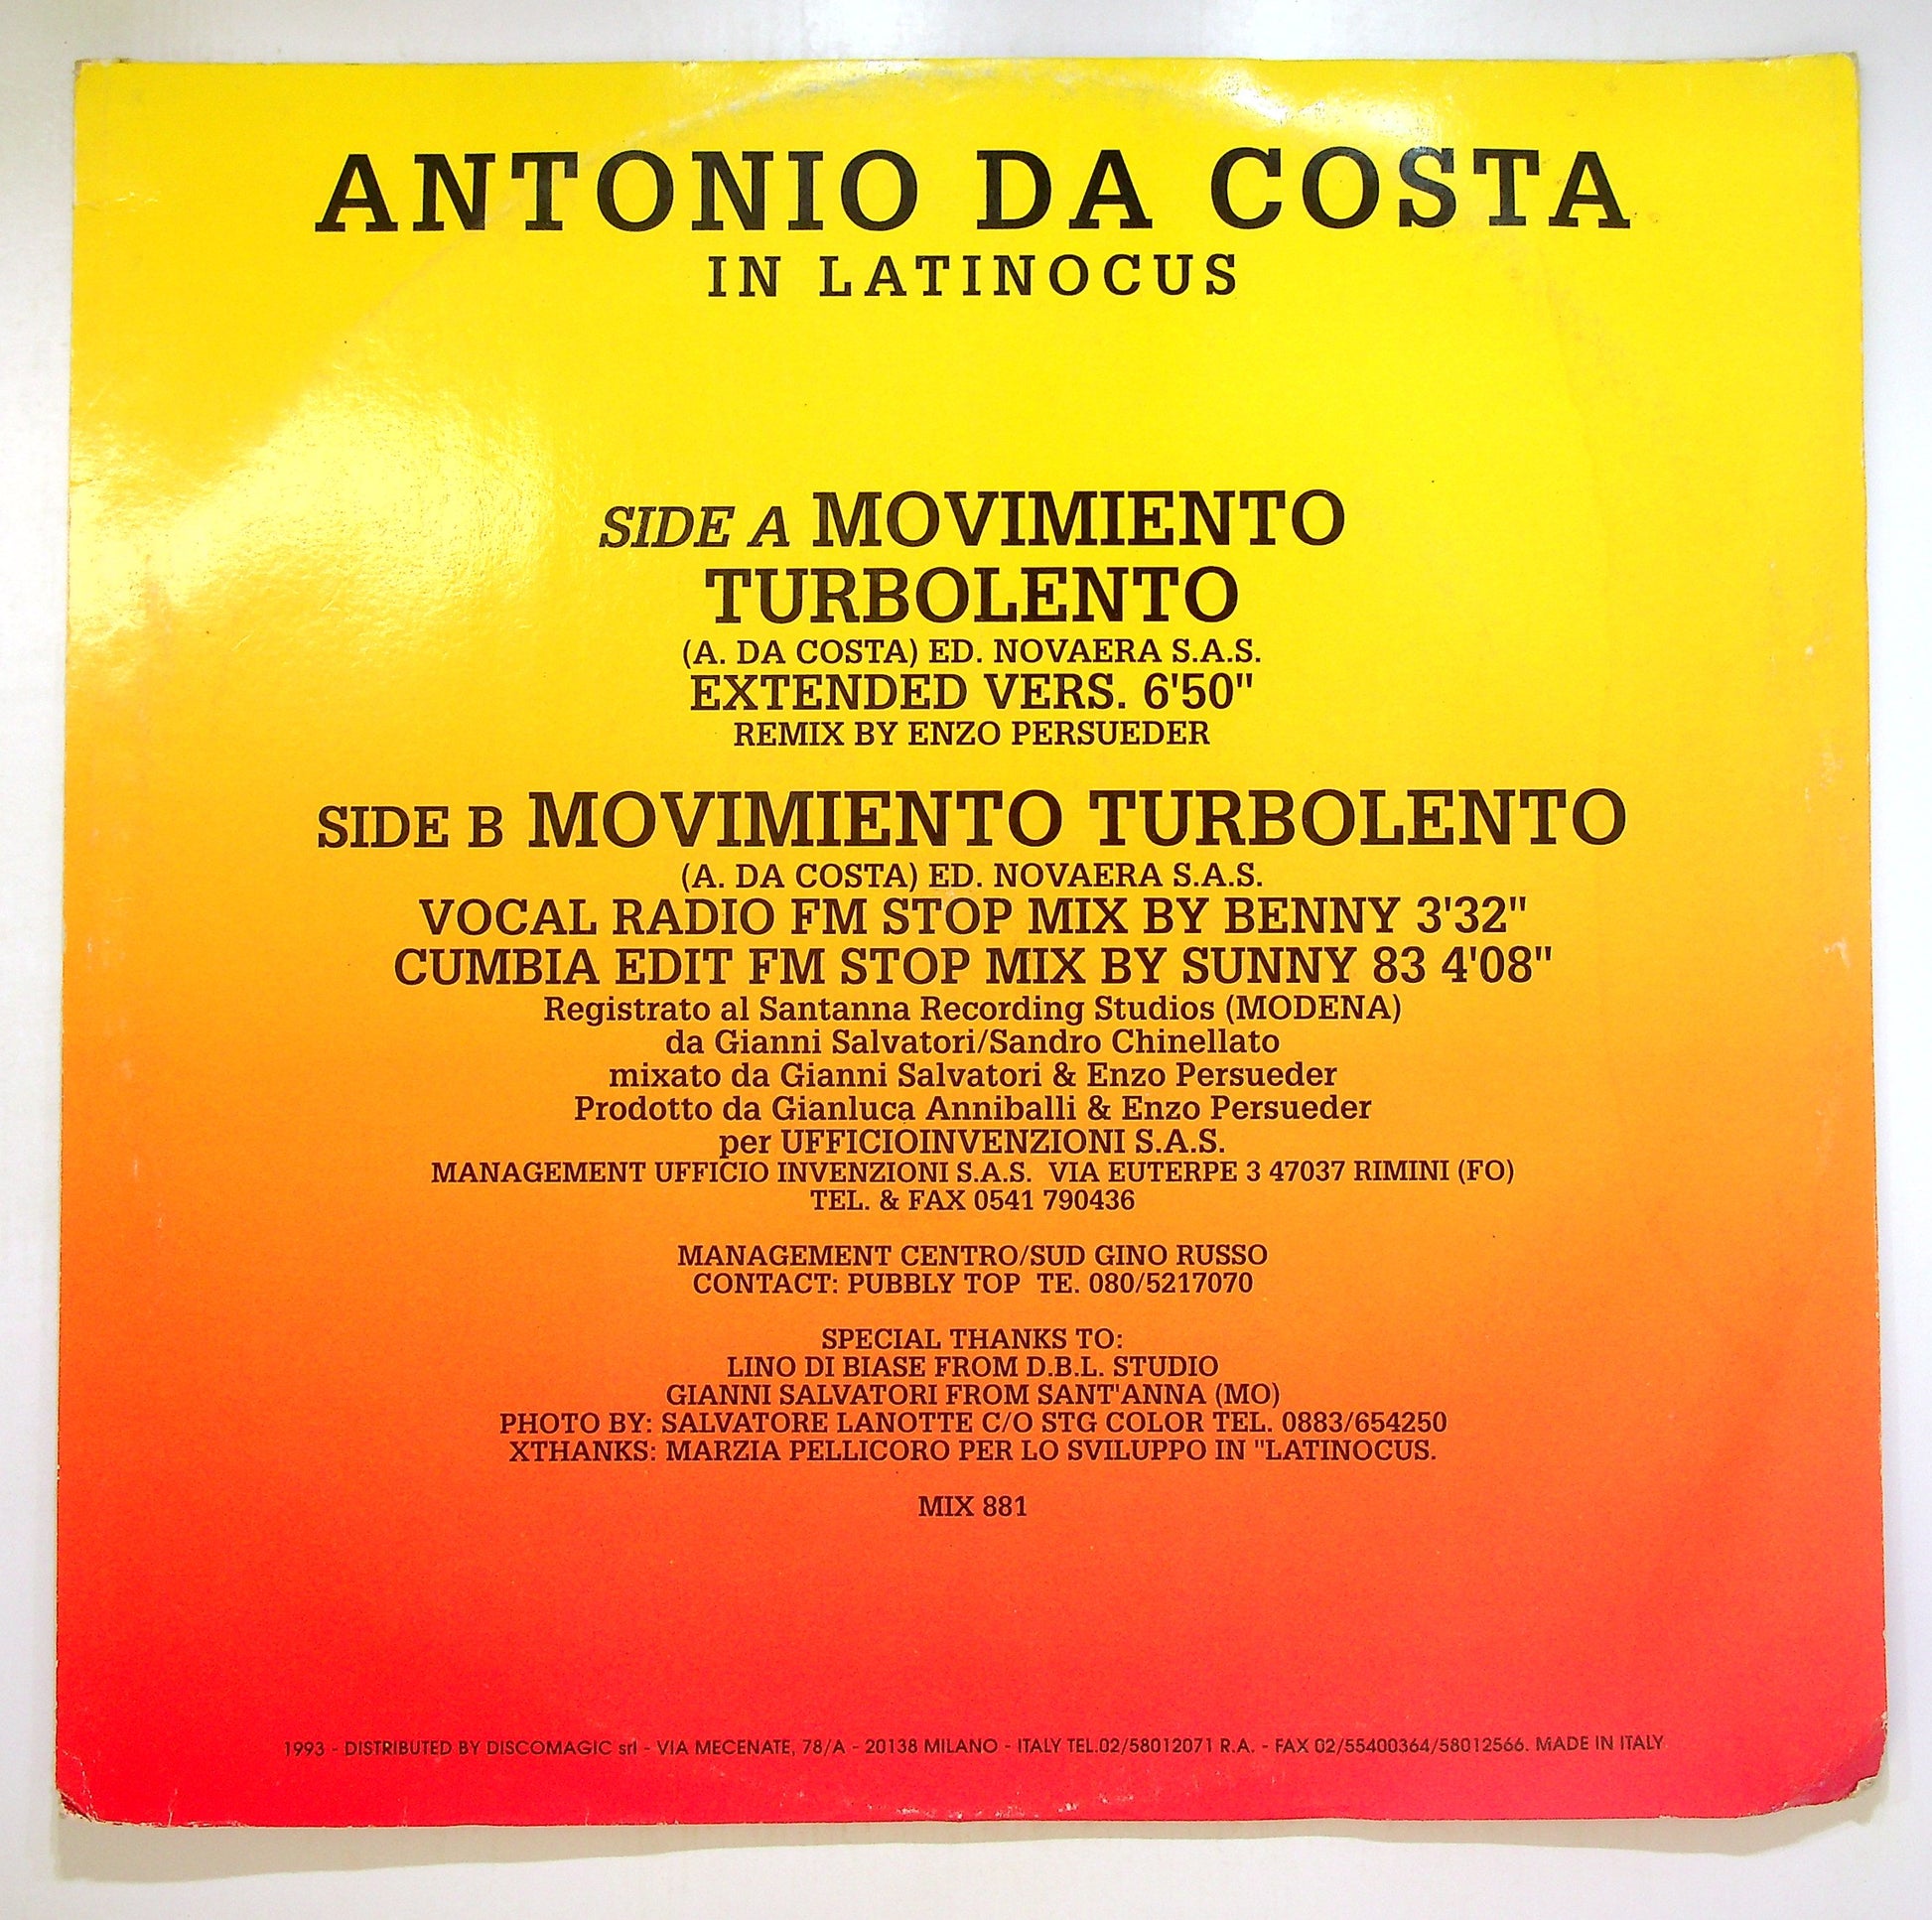 ANTONIO DA COSTA
IN LATINOCUS
SIDE A MOVIMIENTO
TURBOLENTO
(A. DA COSTA) ED. NOVAERA S.A.S.
EXTENDED VERS. 6'50"
REMIX BY ENZO PERSUEDER
SIDE B MOVIMIENTO TURBOLENTO
(A. DA COSTA) ED. NOVAERA S.A.S.
VOCAL RADIO FM STOP MIX BY BENNY 3'32"
CUMBIA EDIT FM STOP MIX BY SUNNY 83 4'08"
Registrato al Santanna Recording Studios (MODENA)
da Gianni Salvatori/Sandro Chinellato
mixato da Gianni Salvatori & Enzo Persueder
Prodotto da Gianluca Anniballi & Enzo Persueder
per UFFICIOINVENZIONI S.A.S.
MANAGEMENT UFFICIO INVENZIONI S.A.S. VIA EUTERPE 3 47037 RIMINI (FO)
TEL. & FAX 0541 790436
MANAGEMENT CENTRO/SUD GINO RUSSO
CONTACT: PUBBLY TOP TE. 080/5217070
SPECIAL THANKS TO:
LINO DI BIASE FROM D.B.L. STUDIO
GIANNI SALVATORI FROM SANT'ANNA (MO)
PHOTO BY: SALVATORE LANOTTE C/O STG COLOR TEL. 0883/654250
XTHANKS: MARZIA PELLICORO PER LO SVILUPPO IN "LATINOCUS.
MIX 881
1993 - DISTRIBUTED BY DISCOMAGIC srl - VIA MECENATE, 78/A - 20138 MILANO - ITALY TEL.02/58012071 R.A. - FAX 02/55400364/58012566. MADE IN ITALY